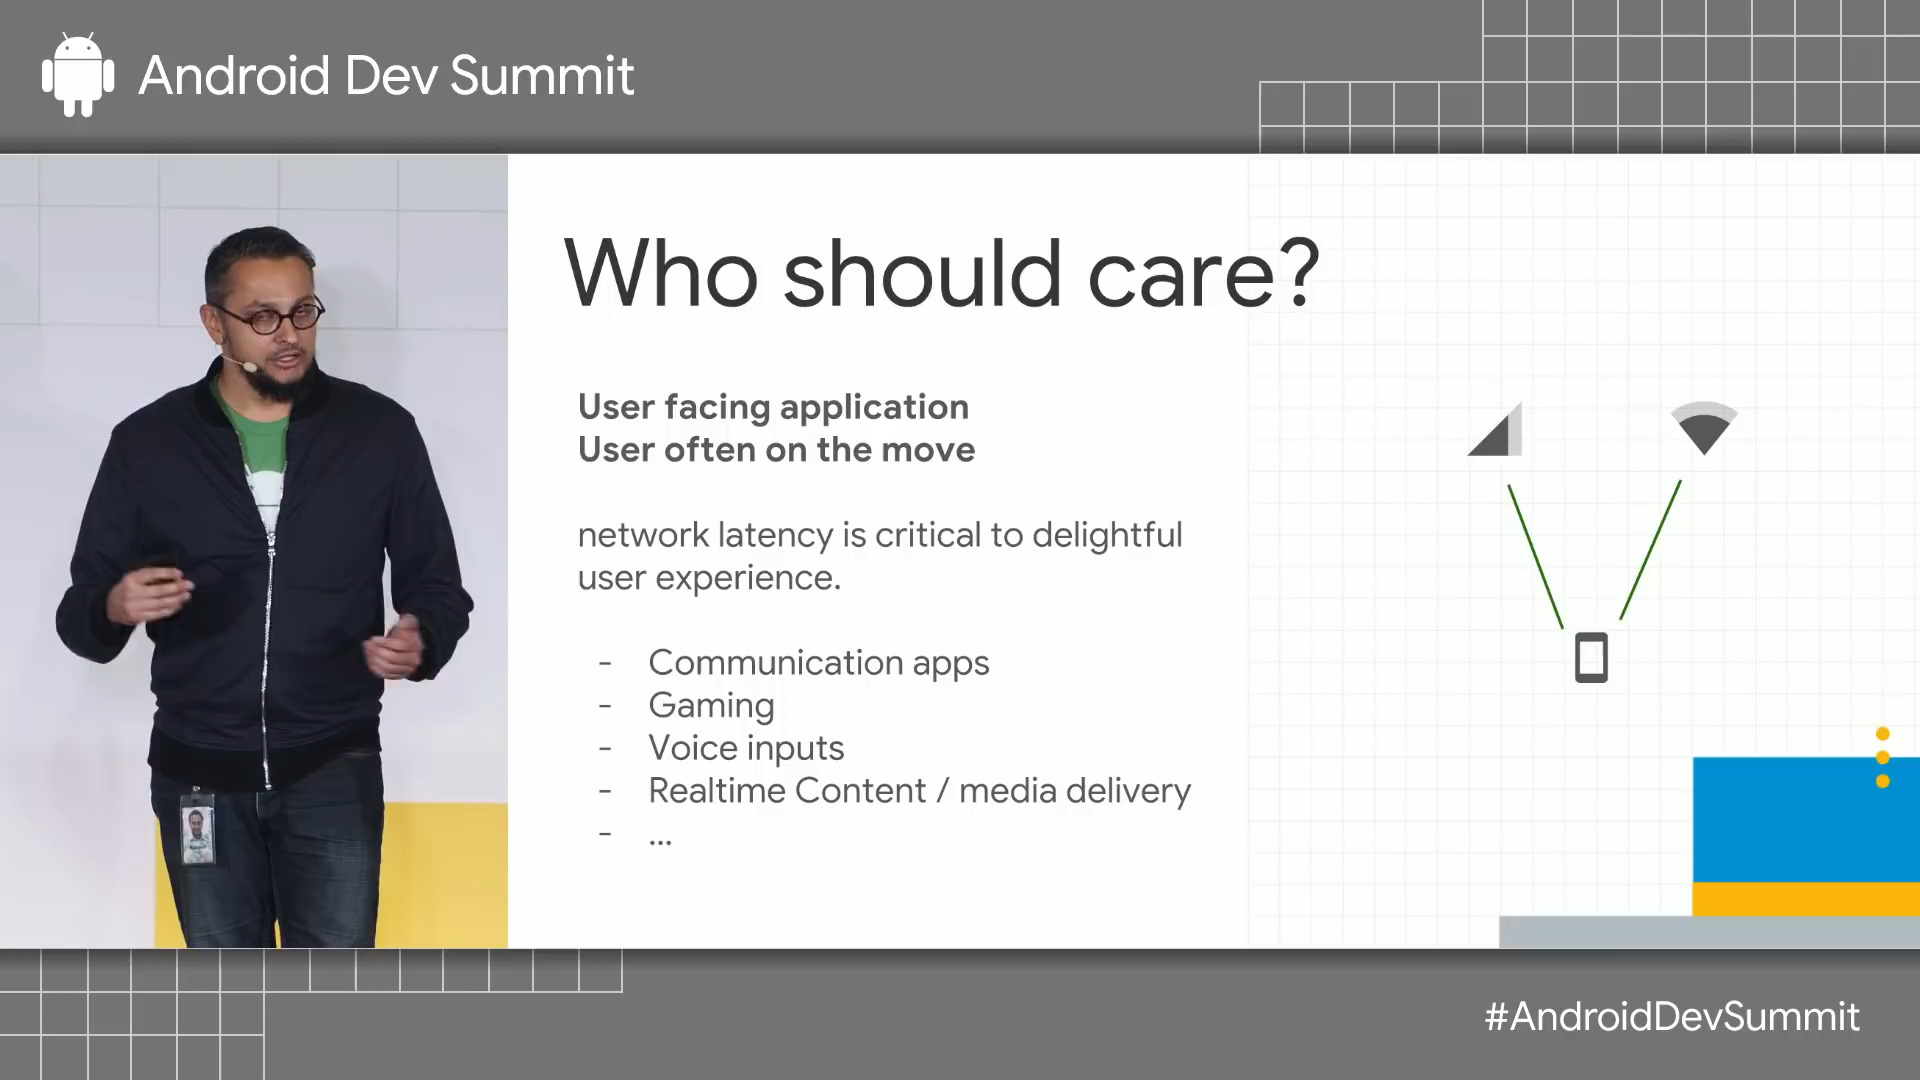 Android Dev Summit
Who should care?
User facing application
User often on the move
network latency is critical to delightful
user experience.
- Communication apps
- Gaming
- Voice inputs
- Realtime Content / media delivery
- ...
#AndroidDevSummit